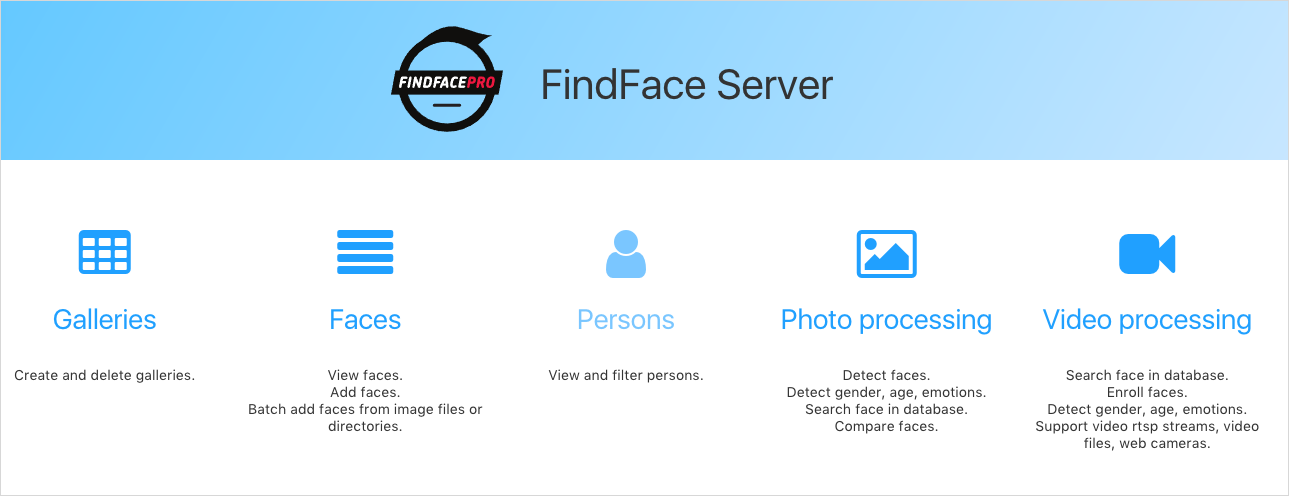 FINDFACEPRO
FindFace Server
Galleries
Create and delete galleries.
Faces
View faces.
Add faces.
Batch add faces from image files or
directories.
Persons
View and filter persons.
Photo processing
Detect faces.
Detect gender, age, emotions.
Search face in database.
Compare faces.
Video processing
Search face in database.
Enroll faces.
Detect gender, age, emotions.
Support video rtsp streams, video
files, web cameras.